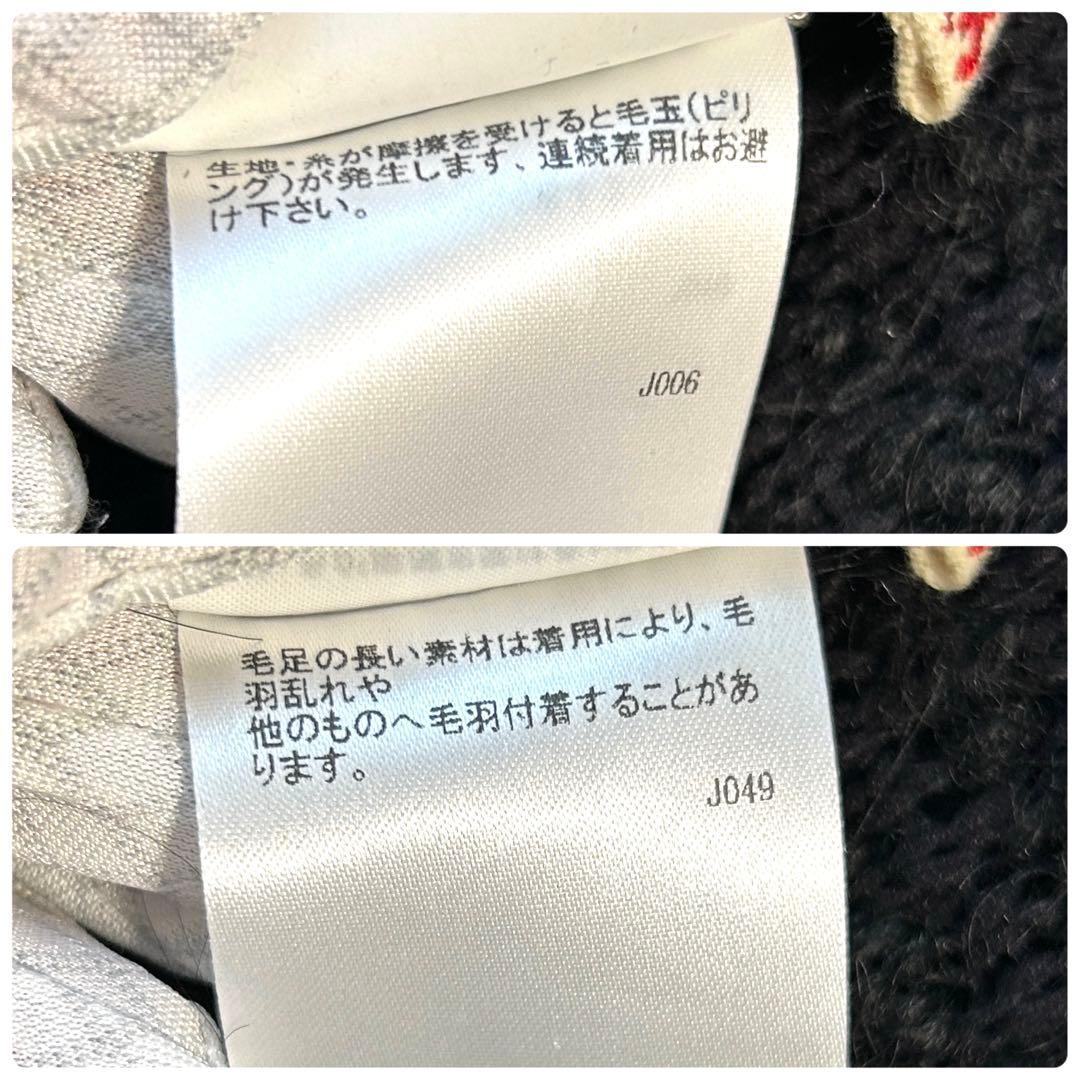 生地・糸が摩擦を受けると毛玉(ピリ
ング)が発生します、連続着用はお避
け下さい。
J006
毛足の長い素材は着用により、毛
羽乱れや
他のものへ毛羽付着することがあ
ります。
J049